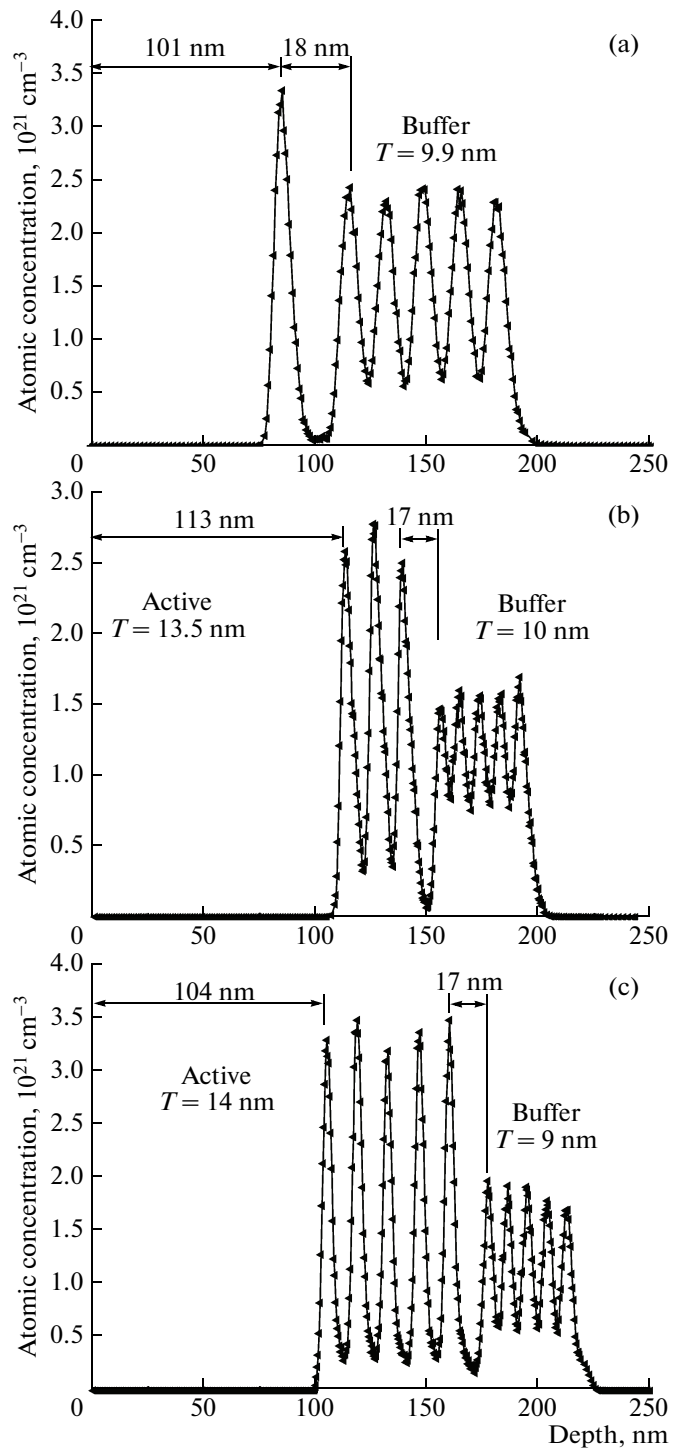 4.0
101 nm 18 nm (a)
3.5
Buffer
T = 9.9 nm
3.0
2.5
2.0
1.5
1.0
0.5
Atomic concentration, 10²¹ cm⁻³
0 50 100 150 200 250
3.0
113 nm 17 nm (b)
2.5
Active
T = 13.5 nm
Buffer
T = 10 nm
2.0
1.5
1.0
0.5
Atomic concentration, 10²¹ cm⁻³
0 50 100 150 200 250
4.0
104 nm 17 nm (c)
3.5
3.0
Active
T = 14 nm
Buffer
T = 9 nm
2.5
2.0
1.5
1.0
0.5
Atomic concentration, 10²¹ cm⁻³
0 50 100 150 200 250
Depth, nm